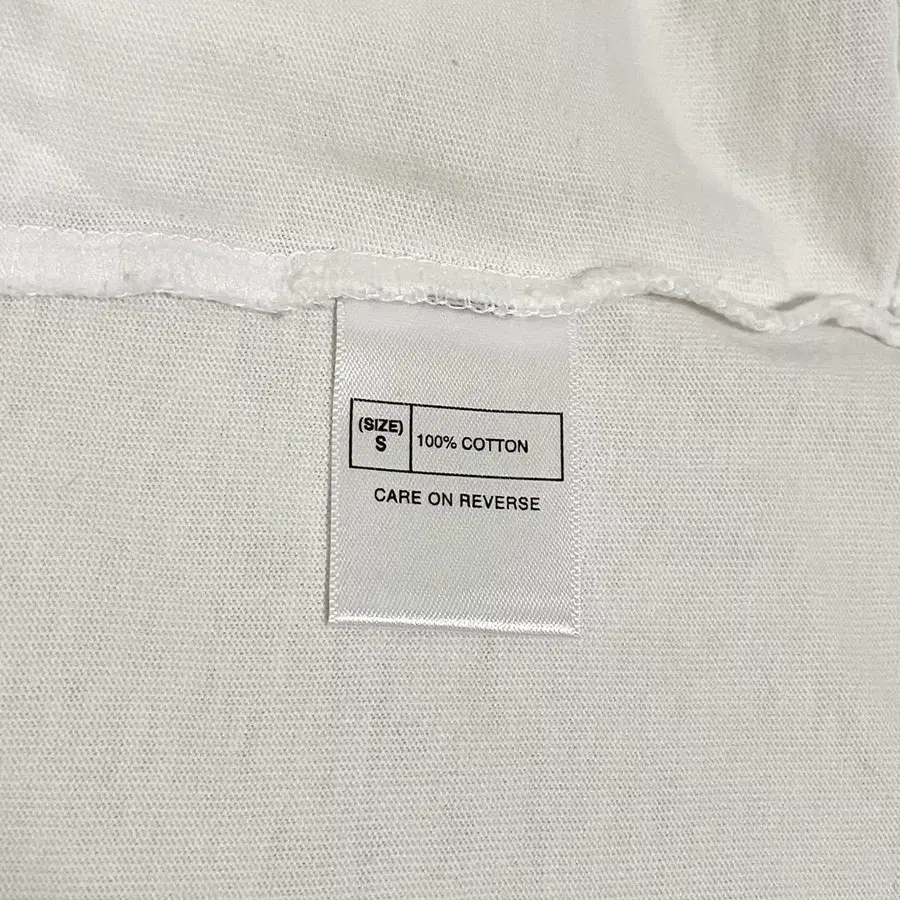 (SIZE)
S
100% COTTON
CARE ON REVERSE